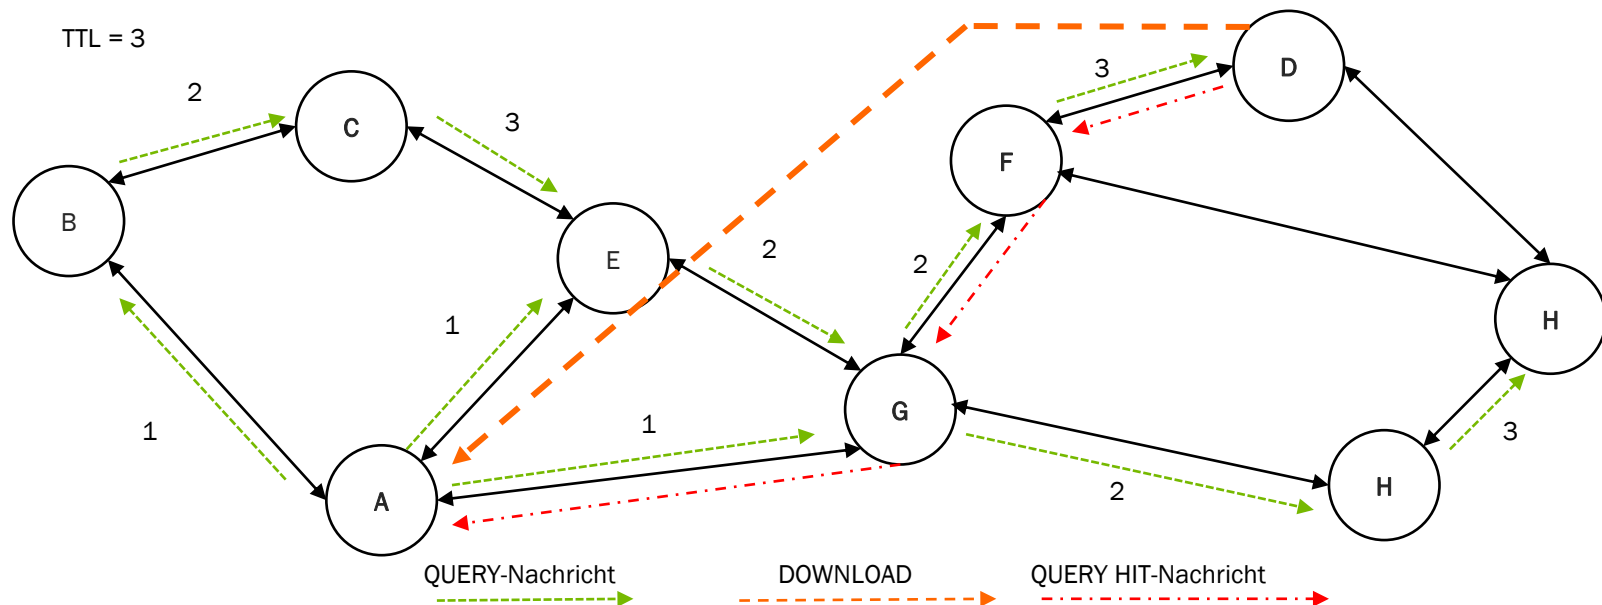 TTL = 3
D
3
2
C
3
F
B
2
E
2
1
H
1
G
1
3
H
2
A
QUERY-Nachricht
DOWNLOAD
QUERY HIT-Nachricht